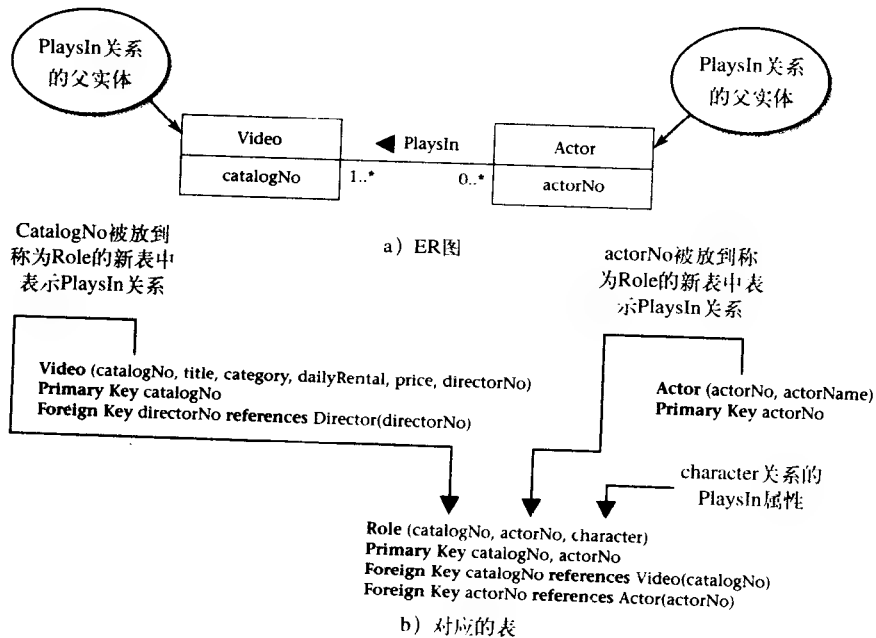 PlaysIn关系
的父实体
PlaysIn关系
的父实体
Video
PlaysIn
Actor
catalogNo
1..*
0..*
actorNo
a）ER图
CatalogNo被放到
称为Role的新表中
表示PlaysIn关系
actorNo被放到称
为Role的新表中表
示PlaysIn关系
Video (catalogNo, title, category, dailyRental, price, directorNo)
Primary Key catalogNo
Foreign Key directorNo references Director(directorNo)
Actor (actorNo, actorName)
Primary Key actorNo
character关系的
PlaysIn属性
Role (catalogNo, actorNo, character)
Primary Key catalogNo, actorNo
Foreign Key catalogNo references Video(catalogNo)
Foreign Key actorNo references Actor(actorNo)
b）对应的表